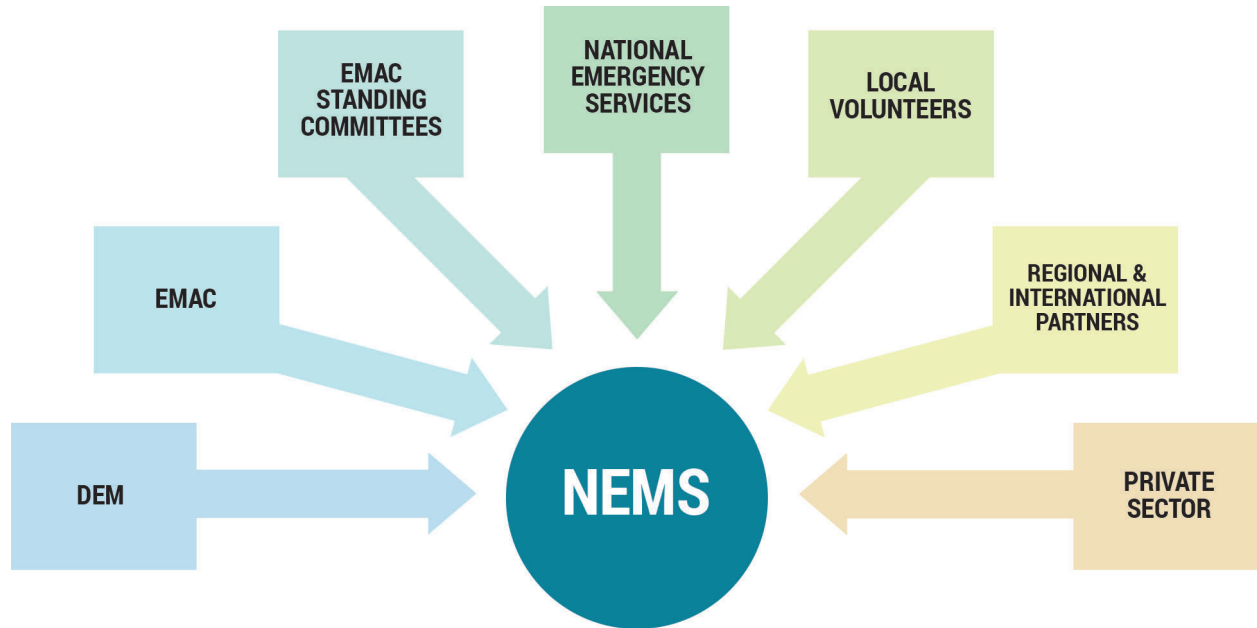 NATIONAL
EMERGENCY
SERVICES
EMAC
STANDING
COMMITTEES
LOCAL
VOLUNTEERS
EMAC
REGIONAL &
INTERNATIONAL
PARTNERS
DEM
NEMS
PRIVATE
SECTOR